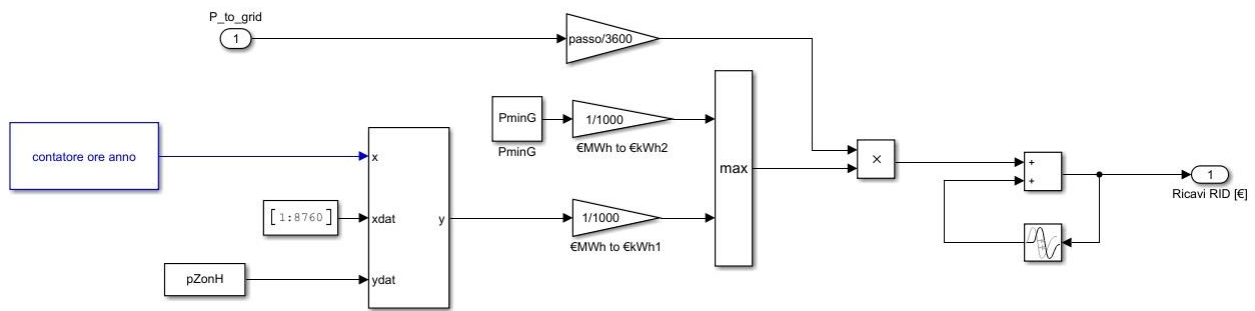 P_to_grid
1
passo/3600
PminG
PminG
1/1000
€MWh to €kWh2
contatore ore anno
x
xdat
ydat
y
[1:8760]
pZonH
1/1000
€MWh to €kWh1
max
×
+
+
1
Ricavi RID [€]